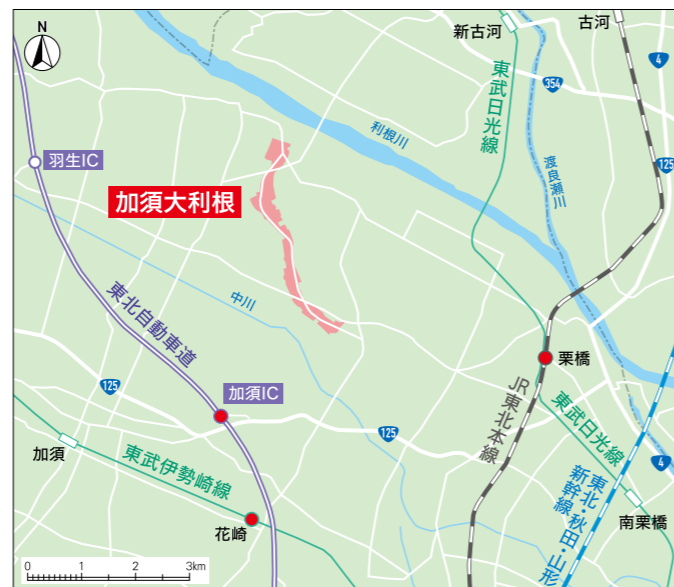 N
新古河
古河
4
354
125
東武日光線
利根川
渡良瀬川
羽生IC
加須大利根
中川
東北自動車道
栗橋
125
加須IC
JR東北本線
125
東武日光線
加須
東武伊勢崎線
4
東北・秋田・山形
新幹線
南栗橋
花崎
0 1 2 3km